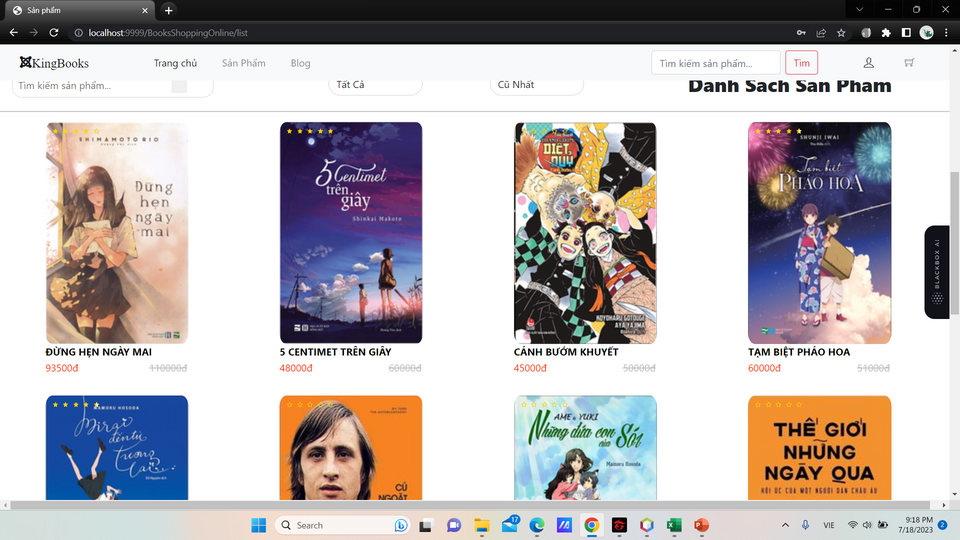 Sản phẩm
localhost:9999/BooksShoppingOnline/list
KingBooks
Trang chủ
Sản Phẩm
Blog
Tìm kiếm sản phẩm...
Tìm
Tìm kiếm sản phẩm...
Tất Cả
Cũ Nhất
Danh Sách Sản Phẩm
SHIMAMOTO RIO
Đừng
hẹn
ngày
mai
5 Centimet
trên
giây
Shinkai Makoto
DIỆT
QUỶ
KOYOHARU GOTOUGE
AYA YAJIMA
SHUNJI IWAI
Tạm biệt
PHÁO HOA
BLACKBOX AI
ĐỪNG HẸN NGÀY MAI
93500đ
110000đ
5 CENTIMET TRÊN GIÂY
48000đ
60000đ
CÁNH BƯỚM KHUYẾT
45000đ
50000đ
TẠM BIỆT PHÁO HOA
60000đ
51000đ
MAMORU HOSODA
Mirai
đến từ
tương
lai
CÚ
NGOẶT
AME YUKI
Những đứa con
của Sói
Mamoru Hosoda
THẾ GIỚI
NHỮNG
NGÀY QUA
HỒI ỨC CỦA MỘT NGƯỜI DÂN CHÂU ÂU
Search
17
VIE
9:18 PM
7/18/2023
2